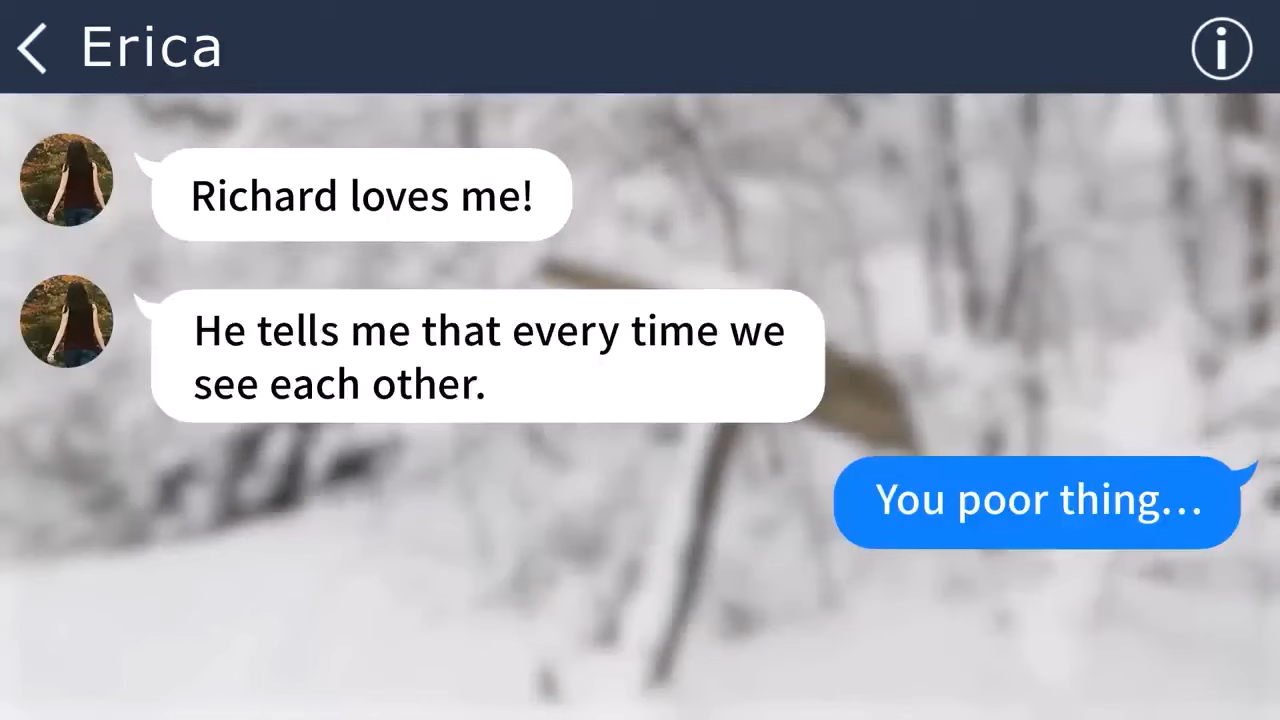 Erica
Richard loves me!
He tells me that every time we
see each other.
You poor thing...